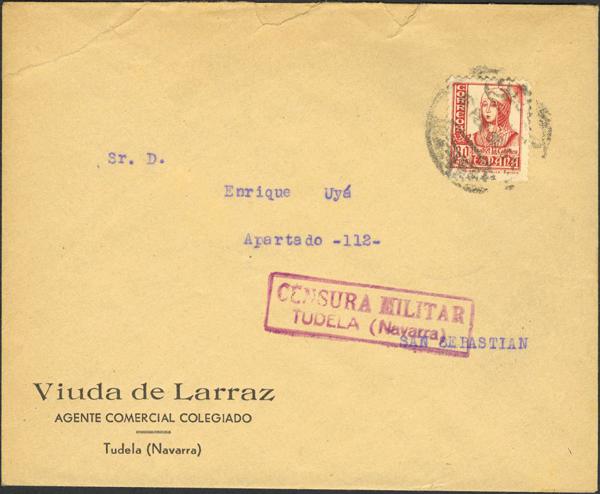 CORREOS
30
ESPAÑA
Sr. D.
Enrique Uyá
Apartado -112-
CENSURA MILITAR
TUDELA (Navarra)
SAN SEBASTIAN
Viuda de Larraz
AGENTE COMERCIAL COLEGIADO
Tudela (Navarra)